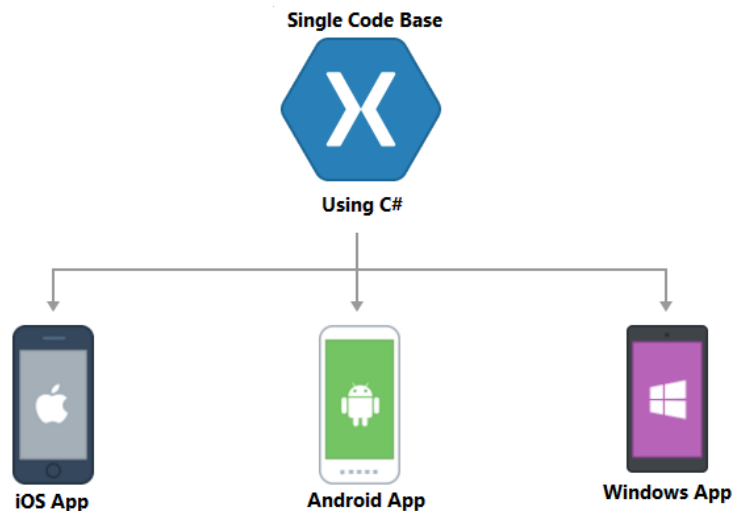 Single Code Base
X
Using C#
iOS App
Android App
Windows App